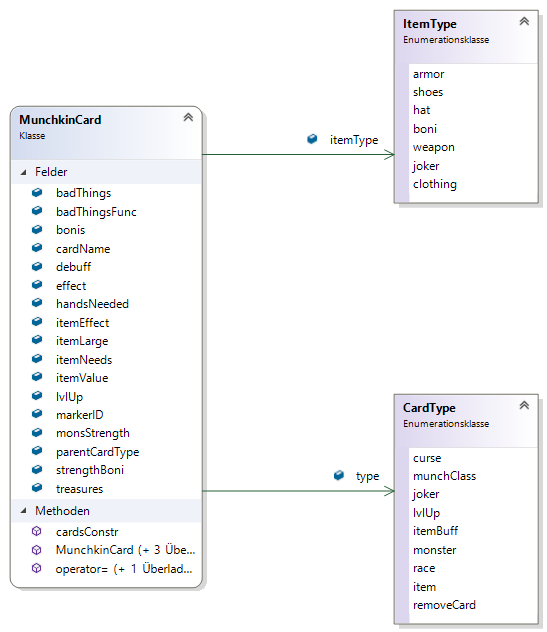 MunchkinCard
Klasse
Felder
badThings
badThingsFunc
bonis
cardName
debuff
effect
handsNeeded
itemEffect
itemLarge
itemNeeds
itemValue
lvlUp
markerID
monsStrength
parentCardType
strengthBoni
treasures
Methoden
cardsConstr
MunchkinCard (+ 3 Übe...
operator= (+ 1 Überlad...
itemType
ItemType
Enumerationsklasse
armor
shoes
hat
boni
weapon
joker
clothing
type
CardType
Enumerationsklasse
curse
munchClass
joker
lvlUp
itemBuff
monster
race
item
removeCard